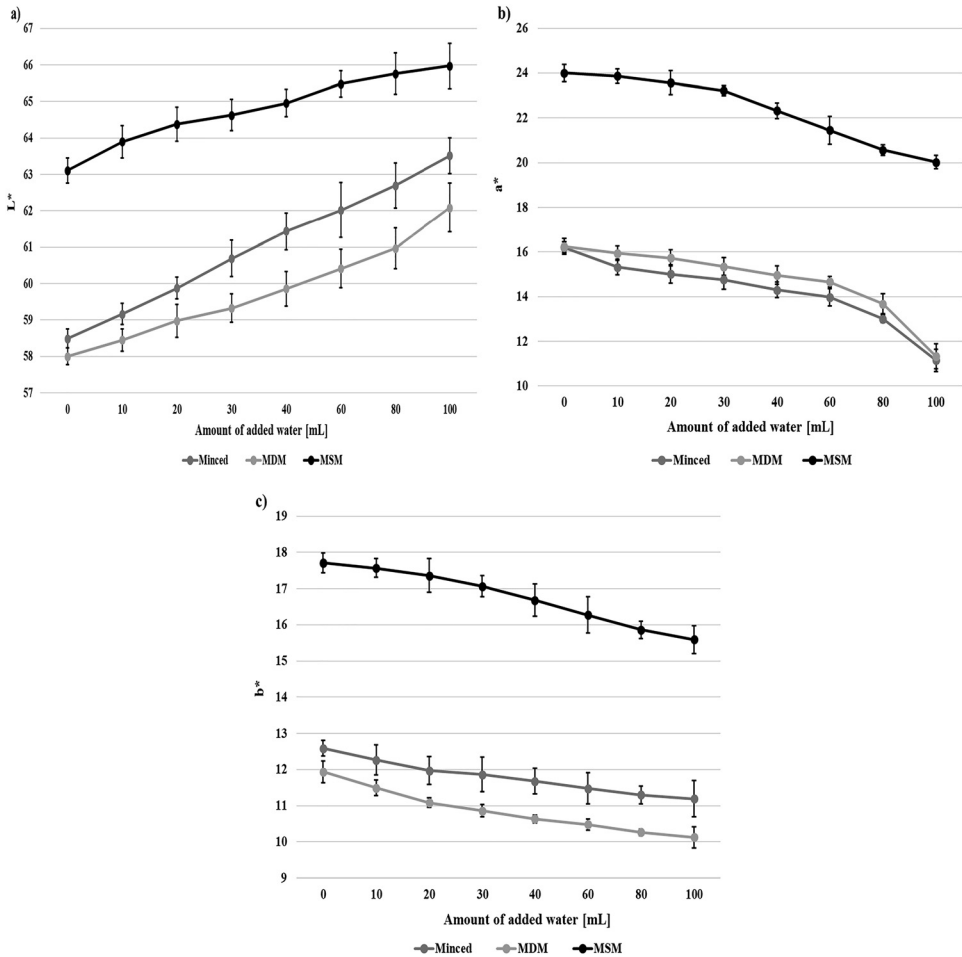 a)
67
66
65
64
63
62
61
60
59
58
57
L*
0 10 20 30 40 60 80 100
Amount of added water [mL]
Minced MDM MSM
b)
26
24
22
20
18
16
14
12
10
a*
0 10 20 30 40 60 80 100
Amount of added water [mL]
Minced MDM MSM
c)
19
18
17
16
15
14
13
12
11
10
9
b*
0 10 20 30 40 60 80 100
Amount of added water [mL]
Minced MDM MSM